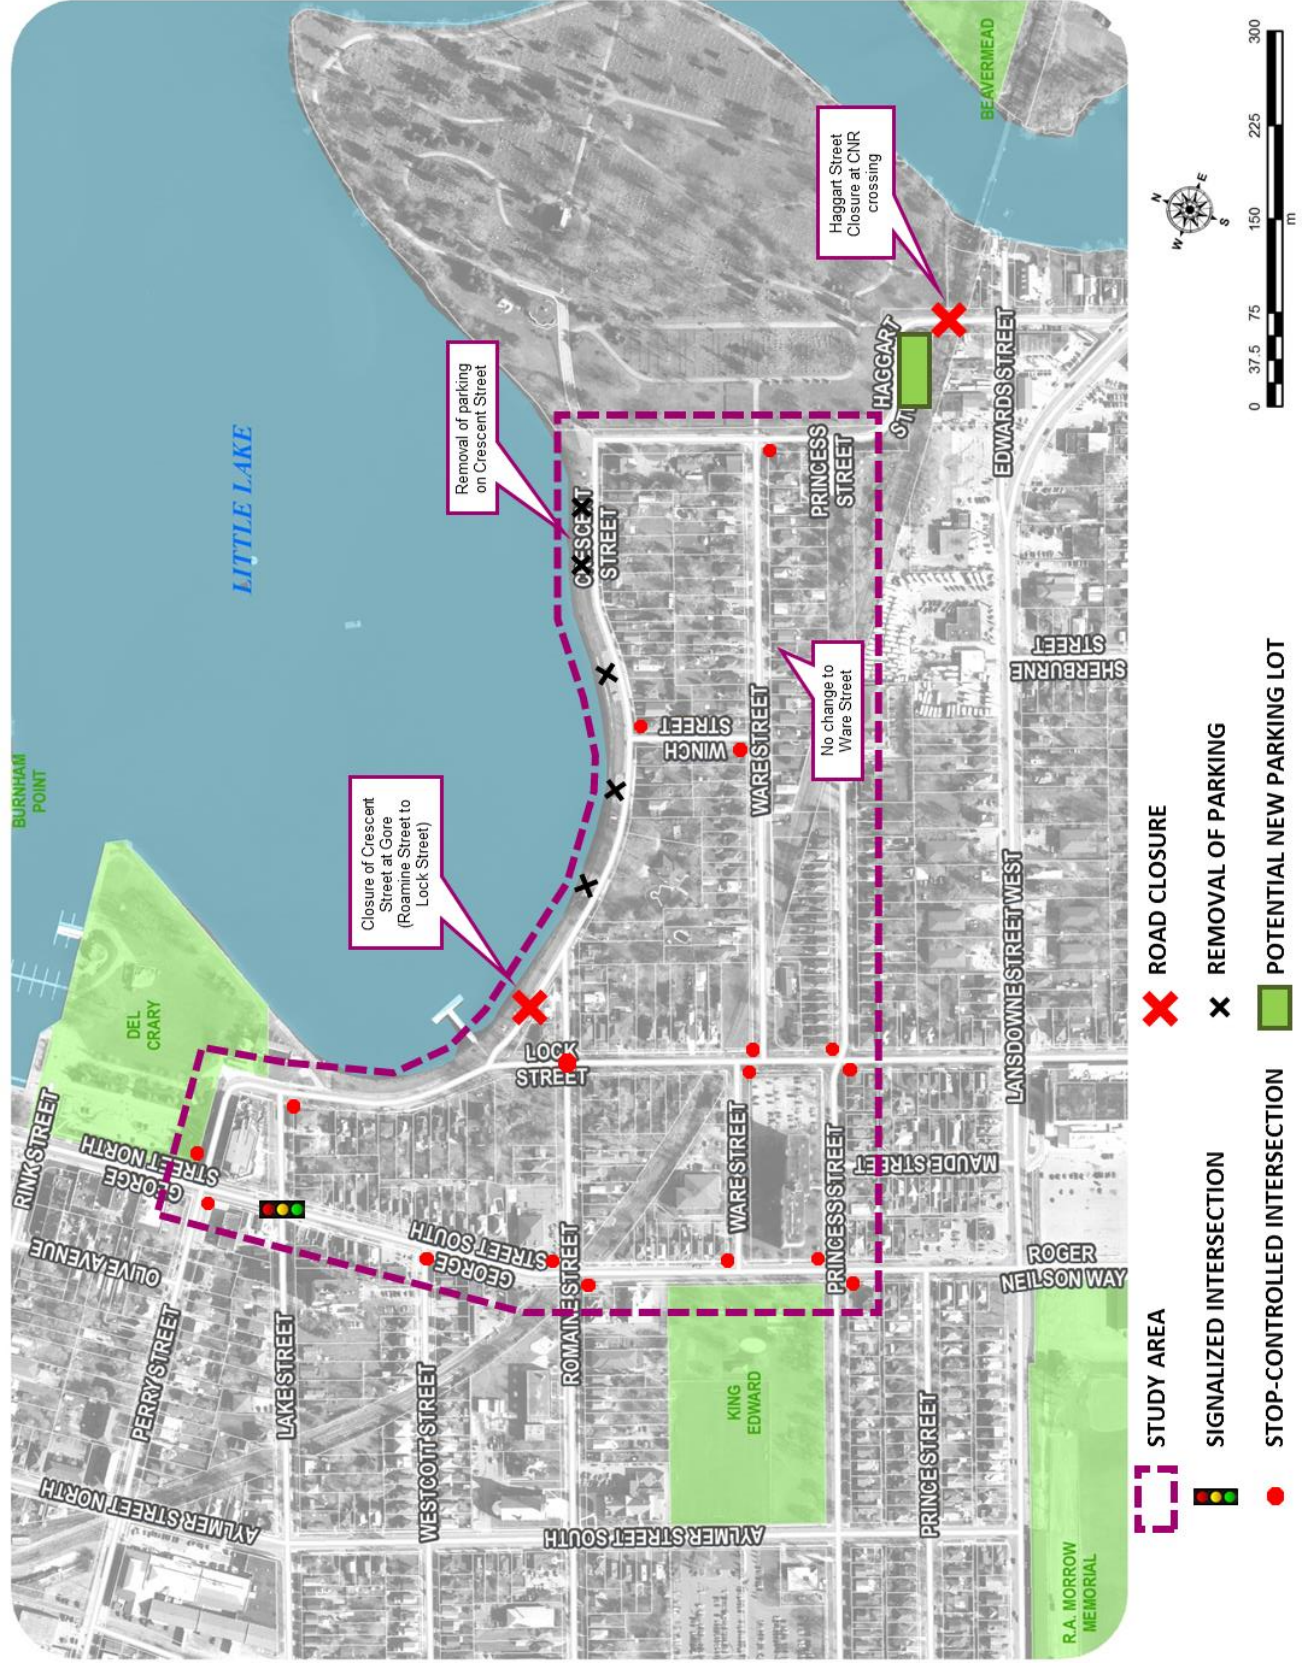 BURNHAM
POINT
LITTLE LAKE
BEAVERMEAD
DEL
CRARY
Removal of parking
on Crescent Street
Haggart Street
Closure at CNR
crossing
Closure of Crescent
Street at Gore
(Roamine Street to
Lock Street)
No change to
Ware Street
RINK STREET
GEORGE
STREET NORTH
OLIVE AVENUE
PERRY STREET
LAKE STREET
AYLMER STREET NORTH
WESTCOTT STREET
GEORGE
STREET SOUTH
ROMAINE STREET
AYLMER STREET SOUTH
LOCK
STREET
CRESCENT
STREET
WINCH
STREET
WARE STREET
WARE STREET
PRINCESS
STREET
PRINCESS STREET
HAGGART
EDWARDS STREET
SHERBURNE
STREET
LANSDOWNE STREET WEST
MAUDE STREET
ROGER
NEILSON WAY
PRINCE STREET
KING
EDWARD
R.A. MORROW
MEMORIAL
N
E
S
W
0 37.5 75 150 225 300
m
STUDY AREA
SIGNALIZED INTERSECTION
STOP-CONTROLLED INTERSECTION
ROAD CLOSURE
REMOVAL OF PARKING
POTENTIAL NEW PARKING LOT